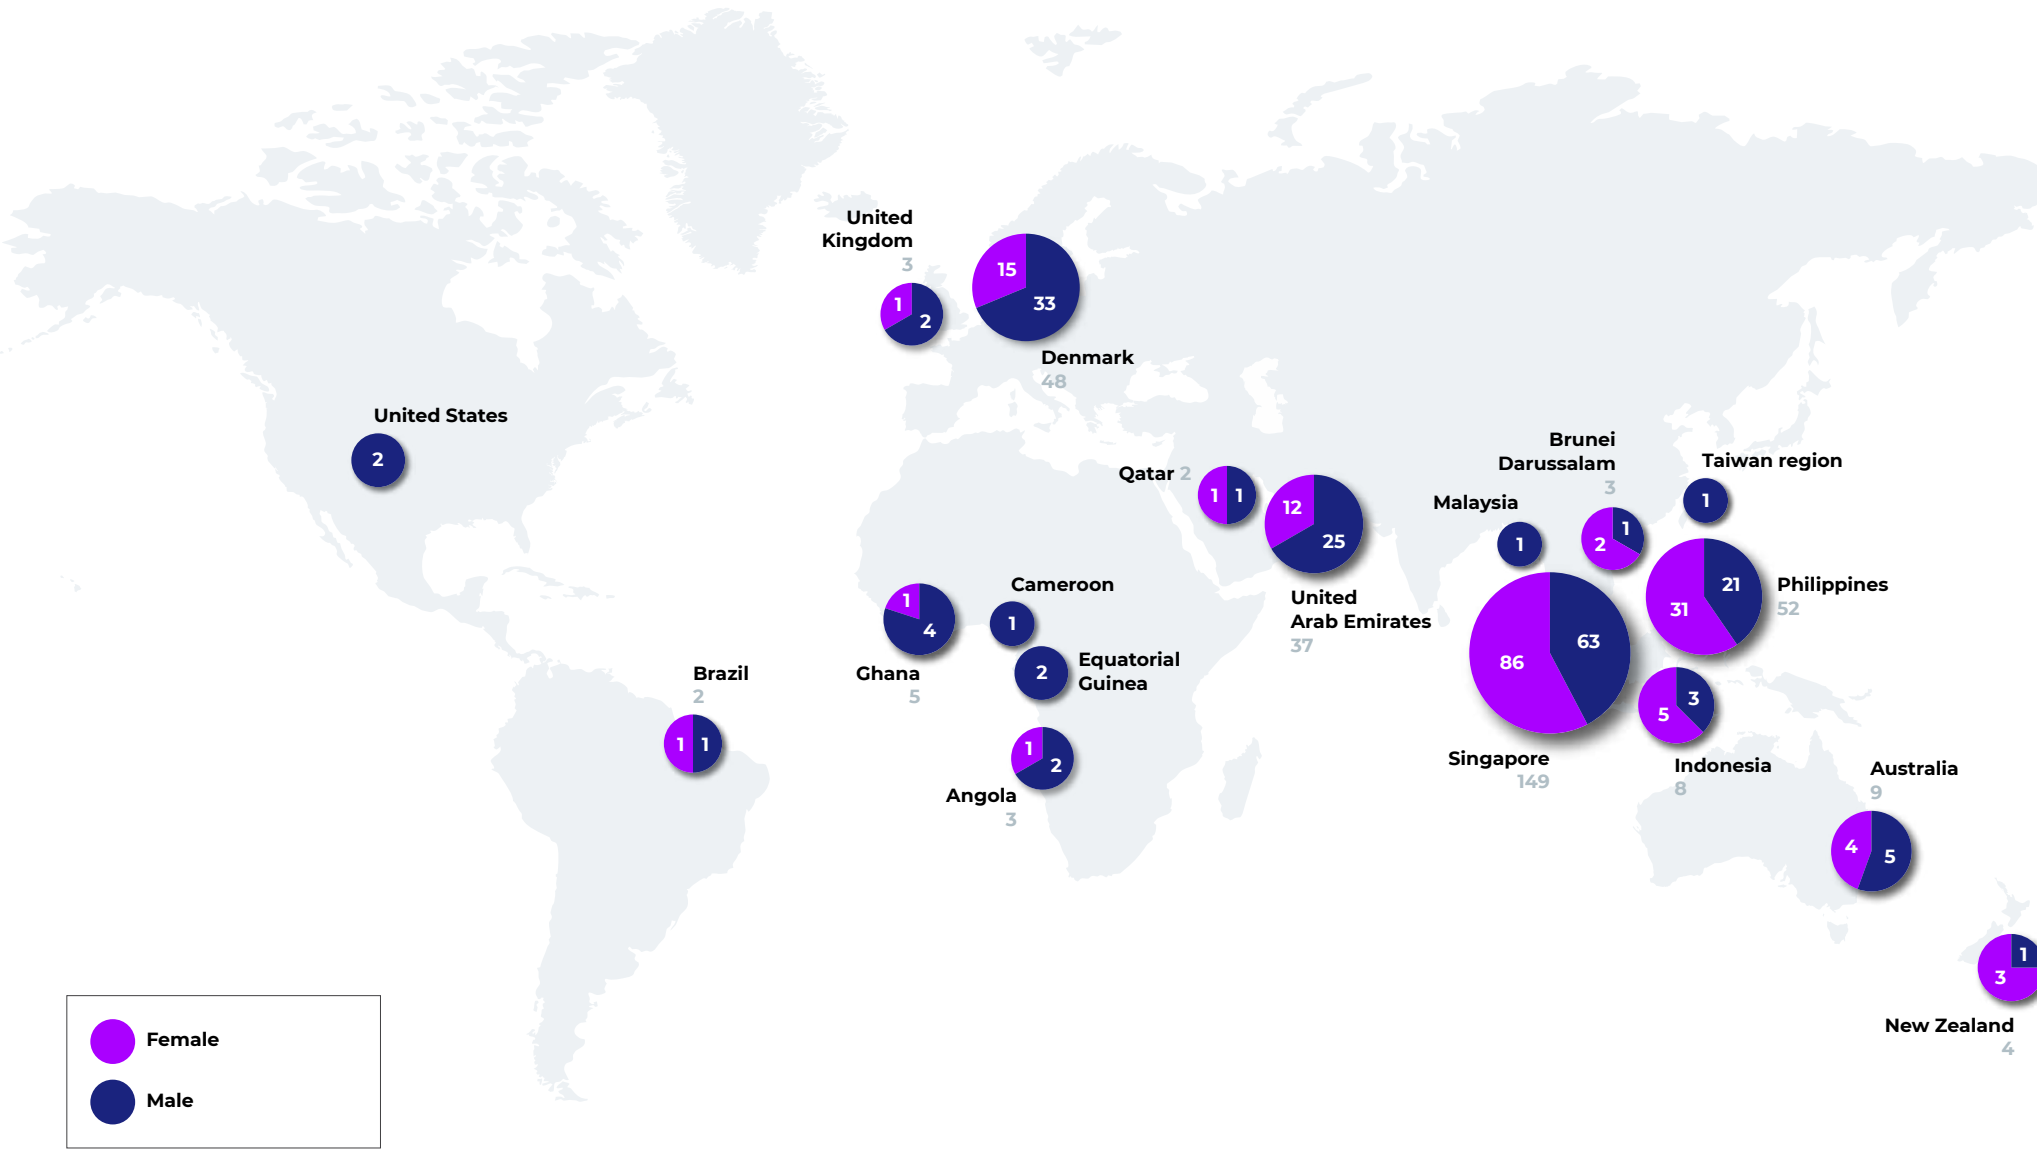 United
Kingdom
3
1
2
15
33
Denmark
48
United States
2
Qatar 2
1 1
12
25
United
Arab Emirates
37
Brunei
Darussalam
3
1
2
Taiwan region
1
Malaysia
1
21
31
Philippines
52
63
86
Singapore
149
3
5
Indonesia
8
Australia
9
4
5
1
3
New Zealand
4
Cameroon
1
1
4
Ghana
5
2
Equatorial
Guinea
1
2
Angola
3
Brazil
2
1 1
Female
Male